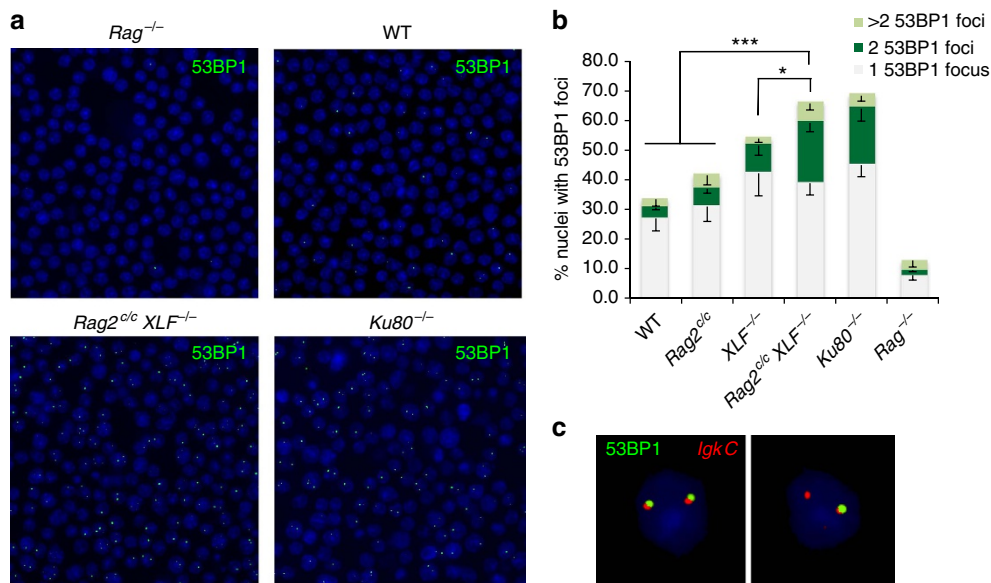 a
Rag−/−
WT
53BP1
53BP1
Rag2c/c XLF−/−
Ku80−/−
53BP1
53BP1
b
>2 53BP1 foci
2 53BP1 foci
1 53BP1 focus
***
*
% nuclei with 53BP1 foci
80.0
70.0
60.0
50.0
40.0
30.0
20.0
10.0
0.0
WT
Rag2c/c
XLF−/−
Rag2c/c XLF−/−
Ku80−/−
Rag−/−
c
53BP1
IgkC